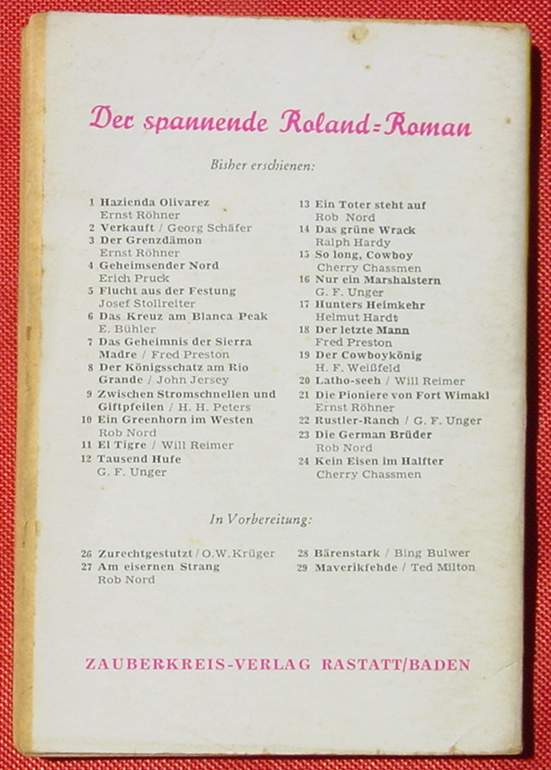 Der spannende Roland=Roman
Bisher erschienen:
1 Hazienda Olivarez
Ernst Röhner
2 Verkauft / Georg Schäfer
3 Der Grenzdämon
Ernst Röhner
4 Geheimsender Nord
Erich Pruck
5 Flucht aus der Festung
Josef Stollreiter
6 Das Kreuz am Blanca Peak
E. Bühler
7 Das Geheimnis der Sierra
Madre / Fred Preston
8 Der Königsschatz am Rio
Grande / John Jersey
9 Zwischen Stromschnellen und
Giftpfeilen / H. H. Peters
10 Ein Greenhorn im Westen
Rob Nord
11 El Tigre / Will Reimer
12 Tausend Hufe
G. F. Unger
13 Ein Toter steht auf
Rob Nord
14 Das grüne Wrack
Ralph Hardy
15 So long, Cowboy
Cherry Chassmen
16 Nur ein Marshalstern
G. F. Unger
17 Hunters Heimkehr
Helmut Hardt
18 Der letzte Mann
Fred Preston
19 Der Cowboykönig
H. F. Weißfeld
20 Latho-seeh / Will Reimer
21 Die Pioniere von Fort Wimakl
Ernst Röhner
22 Rustler-Ranch / G. F. Unger
23 Die German Brüder
Rob Nord
24 Kein Eisen im Halfter
Cherry Chassmen
In Vorbereitung:
26 Zurechtgestutzt / O. W. Krüger
27 Am eisernen Strang
Rob Nord
28 Bärenstark / Bing Bulwer
29 Maverikfehde / Ted Milton
ZAUBERKREIS-VERLAG RASTATT/BADEN